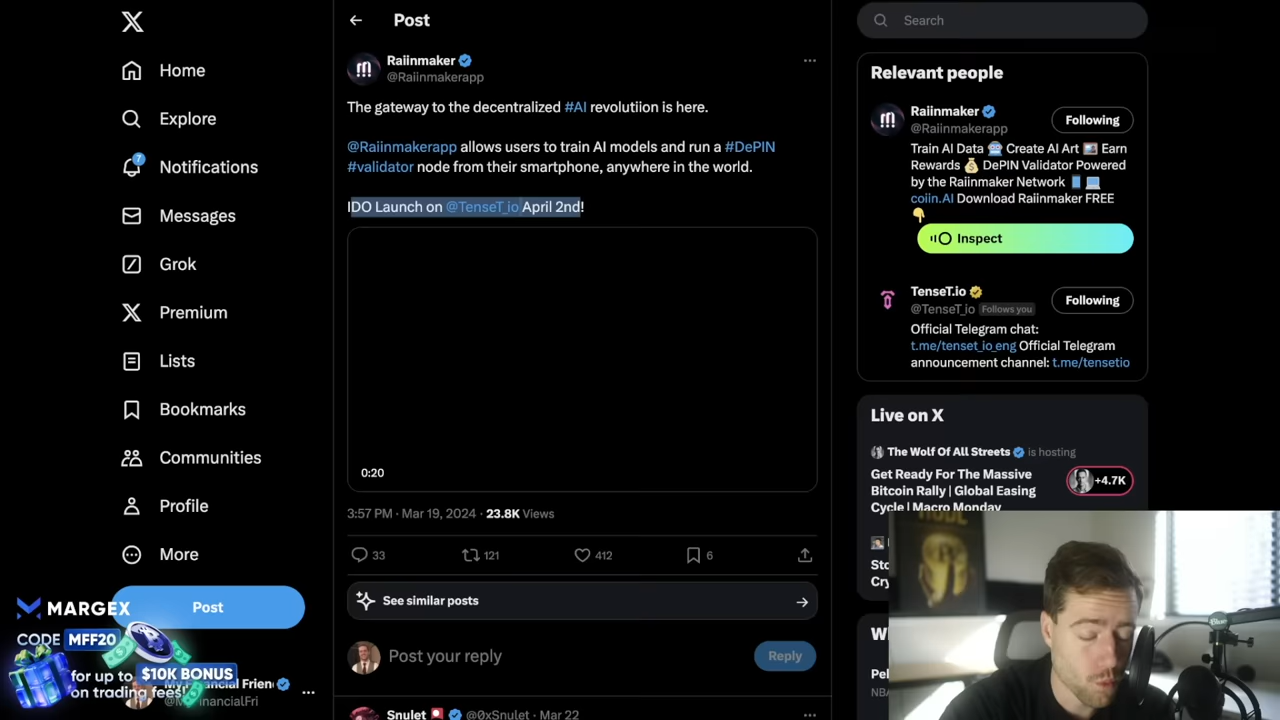 Home
Explore
7
Notifications
Messages
Grok
Premium
Lists
Bookmarks
Communities
Profile
More
Post
MARGEX
CODE MFF20
for up to $10K BONUS
on trading fees!
Post
Raiinmaker
@Raiinmakerapp
The gateway to the decentralized #AI revolutiion is here.
@Raiinmakerapp allows users to train AI models and run a #DePIN
#validator node from their smartphone, anywhere in the world.
IDO Launch on @TenseT_io April 2nd!
0:20
3:57 PM · Mar 19, 2024 · 23.8K Views
33
121
412
6
See similar posts
Post your reply
Reply
Snulet @0xSnulet · Mar 22
Search
Relevant people
Raiinmaker
@Raiinmakerapp
Following
Train AI Data Create AI Art Earn
Rewards DePIN Validator Powered
by the Raiinmaker Network
coiin.AI Download Raiinmaker FREE
Inspect
TenseT.io
@TenseT_io Follows you
Following
Official Telegram chat:
t.me/tenset_io_eng Official Telegram
announcement channel: t.me/tensetio
Live on X
The Wolf Of All Streets is hosting
Get Ready For The Massive
Bitcoin Rally | Global Easing
Cycle | Macro Monday
+4.7K